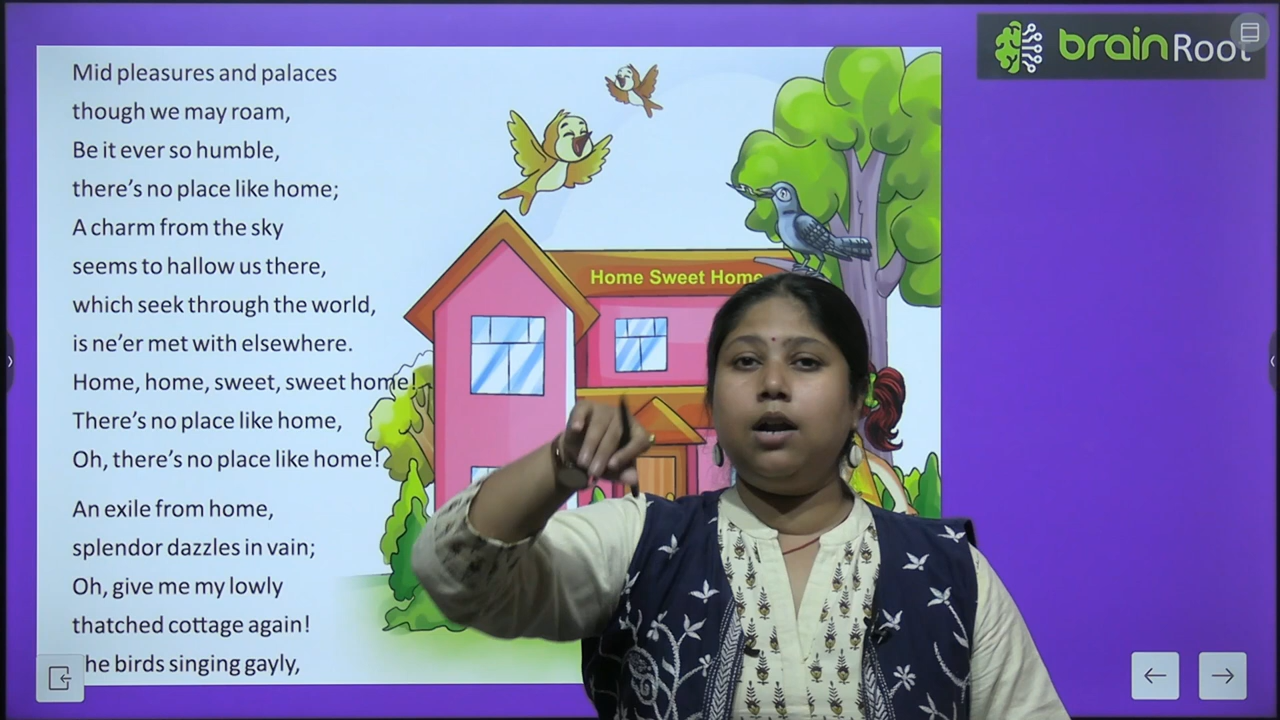 Mid pleasures and palaces
though we may roam,
Be it ever so humble,
there's no place like home;
A charm from the sky
seems to hallow us there,
which seek through the world,
is ne'er met with elsewhere.
Home, home, sweet, sweet home!
There's no place like home,
Oh, there's no place like home!
An exile from home,
splendor dazzles in vain;
Oh, give me my lowly
thatched cottage again!
he birds singing gayly,
Home Sweet Home
brainRoot